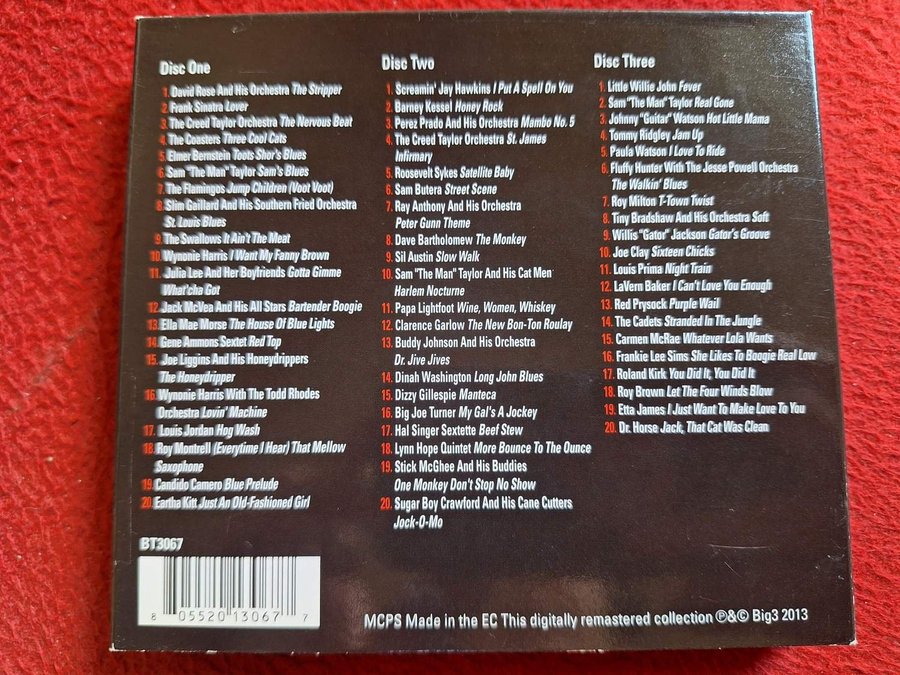 Disc One
1. David Rose And His Orchestra The Stripper
2. Frank Sinatra Lover
3. The Creed Taylor Orchestra The Nervous Beat
4. The Coasters Three Cool Cats
5. Elmer Bernstein Toots Shor's Blues
6. Sam "The Man" Taylor Sam's Blues
7. The Flamingos Jump Children (Voot Voot)
8. Slim Gaillard And His Southern Fried Orchestra
St. Louis Blues
9. The Swallows It Ain't The Meat
10. Wynonie Harris I Want My Fanny Brown
11. Julia Lee And Her Boyfriends Gotta Gimme
What'cha Got
12. Jack McVea And His All Stars Bartender Boogie
13. Ella Mae Morse The House Of Blue Lights
14. Gene Ammons Sextet Red Top
15. Joe Liggins And His Honeydrippers
The Honeydripper
16. Wynonie Harris With The Todd Rhodes
Orchestra Lovin' Machine
17. Louis Jordan Hog Wash
18. Roy Montrell (Everytime I Hear) That Mellow
Saxophone
19. Candido Camero Blue Prelude
20. Eartha Kitt Just An Old-Fashioned Girl
Disc Two
1. Screamin' Jay Hawkins I Put A Spell On You
2. Barney Kessel Honey Rock
3. Perez Prado And His Orchestra Mambo No. 5
4. The Creed Taylor Orchestra St. James
Infirmary
5. Roosevelt Sykes Satellite Baby
6. Sam Butera Street Scene
7. Ray Anthony And His Orchestra
Peter Gunn Theme
8. Dave Bartholomew The Monkey
9. Sil Austin Slow Walk
10. Sam "The Man" Taylor And His Cat Men
Harlem Nocturne
11. Papa Lightfoot Wine, Women, Whiskey
12. Clarence Garlow The New Bon-Ton Roulay
13. Buddy Johnson And His Orchestra
Dr. Jive Jives
14. Dinah Washington Long John Blues
15. Dizzy Gillespie Manteca
16. Big Joe Turner My Gal's A Jockey
17. Hal Singer Sextette Beef Stew
18. Lynn Hope Quintet More Bounce To The Ounce
19. Stick McGhee And His Buddies
One Monkey Don't Stop No Show
20. Sugar Boy Crawford And His Cane Cutters
Jock-O-Mo
Disc Three
1. Little Willie John Fever
2. Sam "The Man" Taylor Real Gone
3. Johnny "Guitar" Watson Hot Little Mama
4. Tommy Ridgley Jam Up
5. Paula Watson I Love To Ride
6. Fluffy Hunter With The Jesse Powell Orchestra
The Walkin' Blues
7. Roy Milton T-Town Twist
8. Tiny Bradshaw And His Orchestra Soft
9. Willis "Gator" Jackson Gator's Groove
10. Joe Clay Sixteen Chicks
11. Louis Prima Night Train
12. LaVern Baker I Can't Love You Enough
13. Red Prysock Purple Wail
14. The Cadets Stranded In The Jungle
15. Carmen McRae Whatever Lola Wants
16. Frankie Lee Sims She Likes To Boogie Real Low
17. Roland Kirk You Did It, You Did It
18. Roy Brown Let The Four Winds Blow
19. Etta James I Just Want To Make Love To You
20. Dr. Horse Jack, That Cat Was Clean
BT3067
8 05520 13067 7
MCPS Made in the EC This digitally remastered collection ℗&© Big3 2013